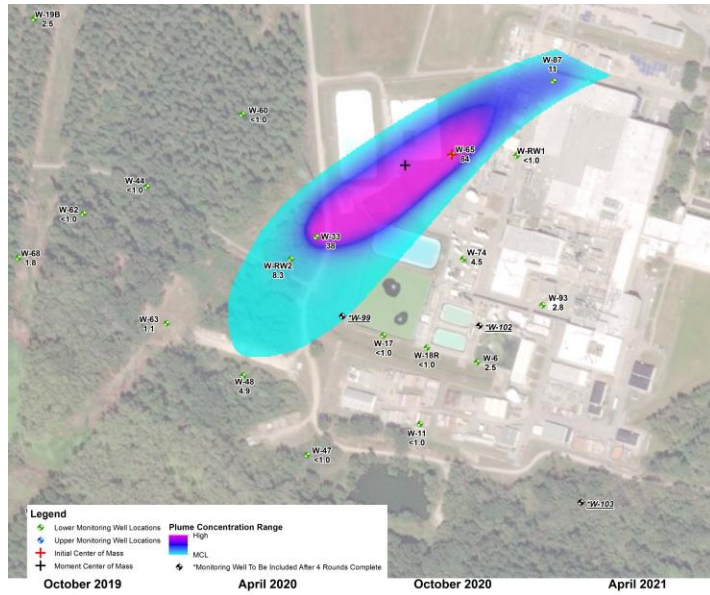 W-19B
2.5
W-87
11
W-60
<1.0
W-65
64
W-RW1
<1.0
W-44
<1.0
W-62
<1.0
W-33
38
W-68
1.8
W-RW2
8.3
W-74
4.5
W-93
2.8
W-63
1.1
*W-99
*W-102
W-17
<1.0
W-18R
<1.0
W-6
2.5
W-48
4.9
W-11
<1.0
W-47
<1.0
*W-103
Legend
Lower Monitoring Well Locations
Upper Monitoring Well Locations
Initial Center of Mass
Moment Center of Mass
Plume Concentration Range
High
MCL
*Monitoring Well To Be Included After 4 Rounds Complete
October 2019 April 2020 October 2020 April 2021